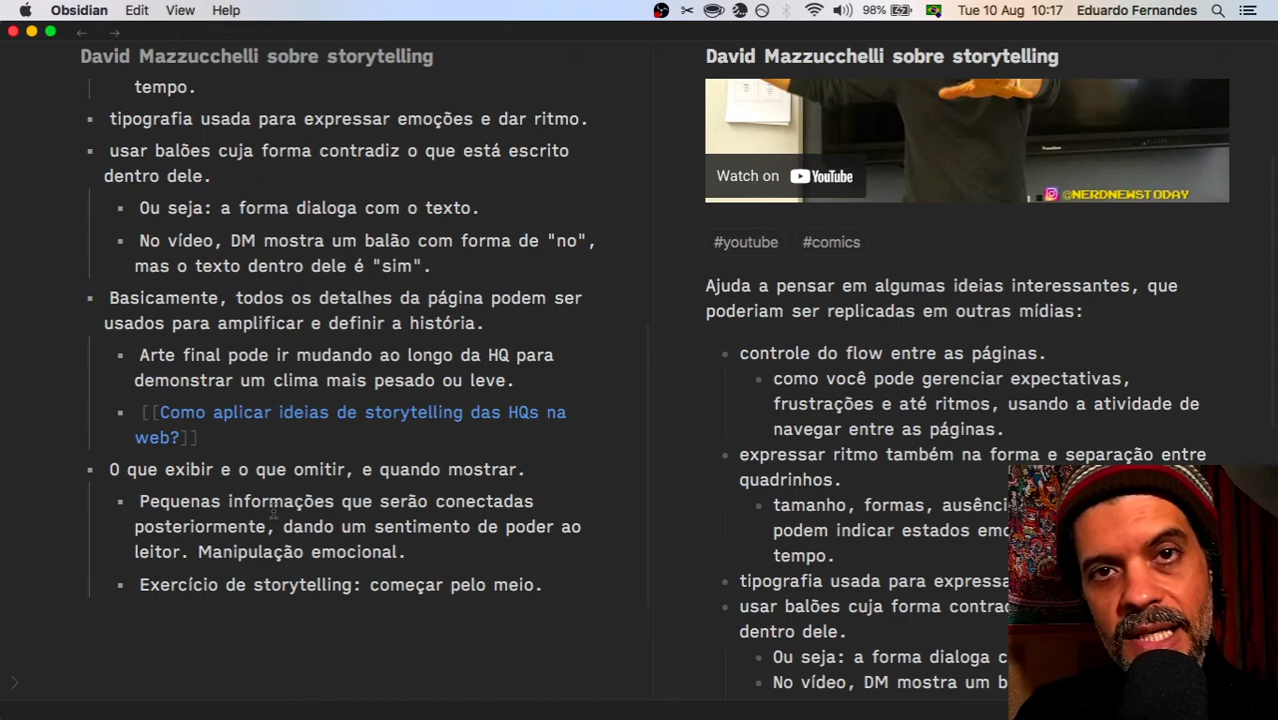 Obsidian Edit View Help 98% Tue 10 Aug 10:17 Eduardo Fernandes
David Mazzucchelli sobre storytelling
tempo.
▪ tipografia usada para expressar emoções e dar ritmo.
▪ usar balões cuja forma contradiz o que está escrito
dentro dele.
▪ Ou seja: a forma dialoga com o texto.
▪ No vídeo, DM mostra um balão com forma de "no",
mas o texto dentro dele é "sim".
▪ Basicamente, todos os detalhes da página podem ser
usados para amplificar e definir a história.
▪ Arte final pode ir mudando ao longo da HQ para
demonstrar um clima mais pesado ou leve.
▪ [[Como aplicar ideias de storytelling das HQs na
web?]]
▪ O que exibir e o que omitir, e quando mostrar.
▪ Pequenas informações que serão conectadas
posteriormente, dando um sentimento de poder ao
leitor. Manipulação emocional.
▪ Exercício de storytelling: começar pelo meio.
David Mazzucchelli sobre storytelling
Watch on YouTube
@NERDNEWSTODAY
#youtube #comics
Ajuda a pensar em algumas ideias interessantes, que
poderiam ser replicadas em outras mídias:
• controle do flow entre as páginas.
• como você pode gerenciar expectativas,
frustrações e até ritmos, usando a atividade de
navegar entre as páginas.
• expressar ritmo também na forma e separação entre
quadrinhos.
• tamanho, formas, ausênci
podem indicar estados emo
tempo.
• tipografia usada para expressa
• usar balões cuja forma contrad
dentro dele.
• Ou seja: a forma dialoga c
• No vídeo, DM mostra um b